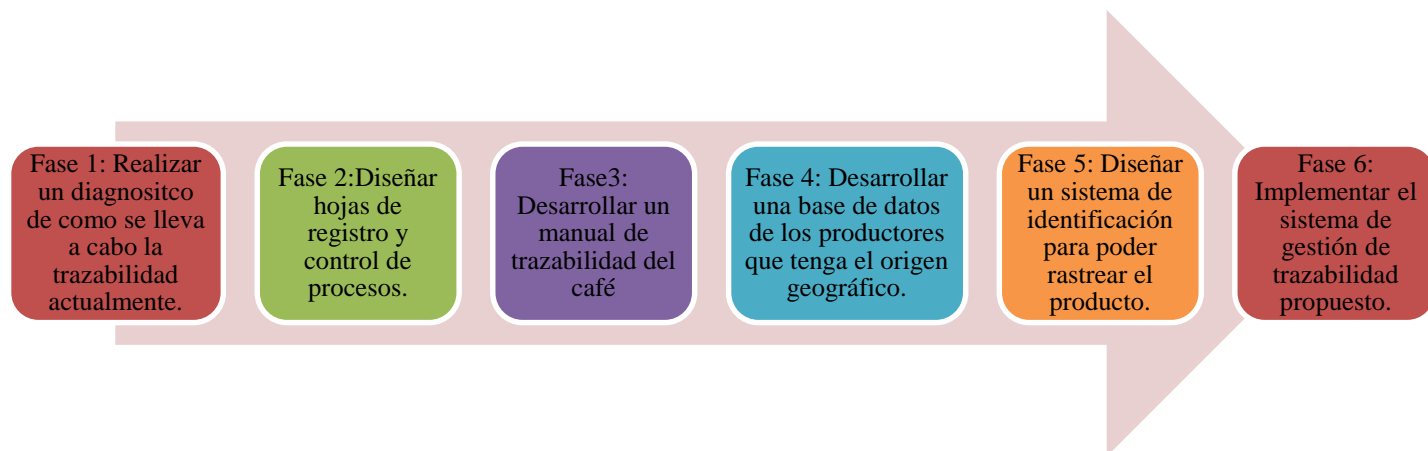 Fase 1: Realizar
un diagnositco
de como se lleva
a cabo la
trazabilidad
actualmente.
Fase 2:Diseñar
hojas de
registro y
control de
procesos.
Fase3:
Desarrollar un
manual de
trazabilidad del
café
Fase 4: Desarrollar
una base de datos
de los productores
que tenga el origen
geográfico.
Fase 5: Diseñar
un sistema de
identificación
para poder
rastrear el
producto.
Fase 6:
Implementar el
sistema de
gestión de
trazabilidad
propuesto.